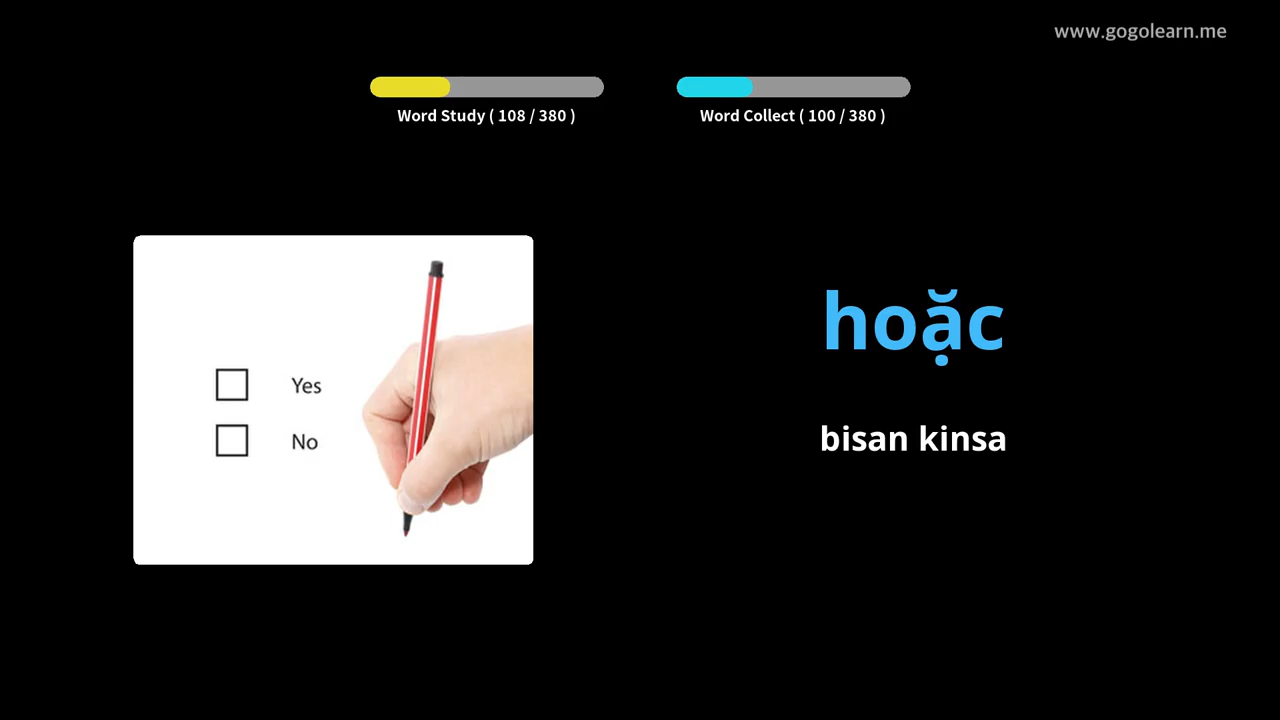 www.gogolearn.me
Word Study ( 108 / 380 )
Word Collect ( 100 / 380 )
Yes
No
hoặc
bisan kinsa